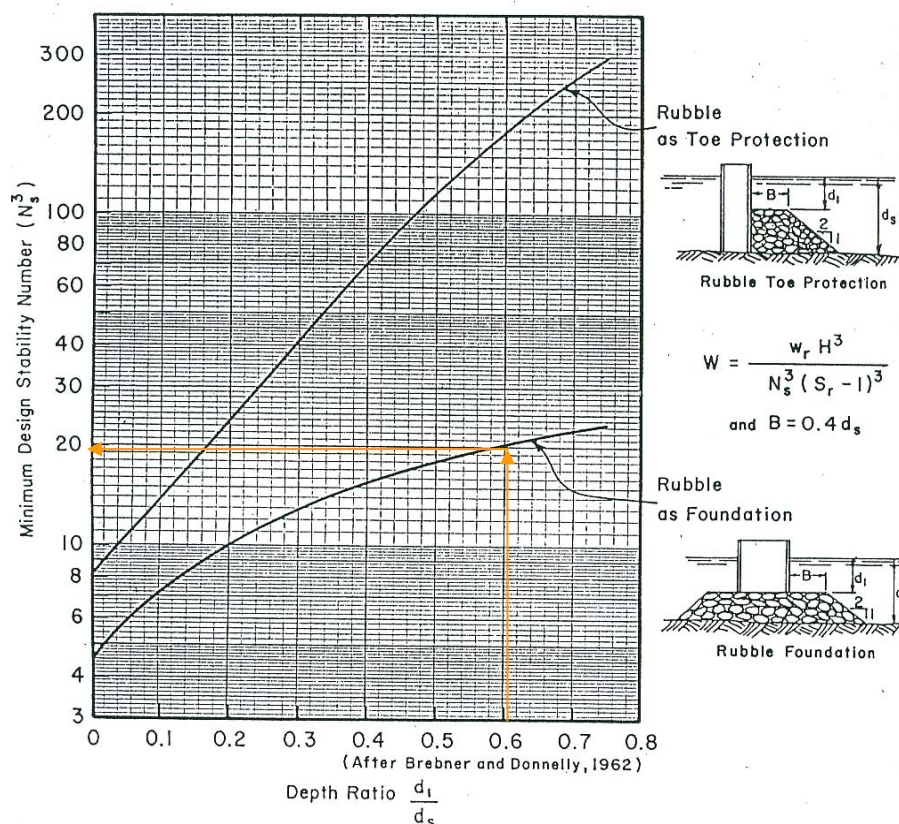 300
200
100
80
60
40
30
20
10
8
6
4
3
Minimum Design Stability Number (N_s^3)
0 0.1 0.2 0.3 0.4 0.5 0.6 0.7 0.8
(After Brebner and Donnelly, 1962)
Depth Ratio d_1/d_s
Rubble
as Toe Protection
B
d_1
d_s
2
1
Rubble Toe Protection
W = w_r H^3 / N_s^3 (S_r - 1)^3
and B = 0.4 d_s
Rubble
as Foundation
B
d_1
2
1
Rubble Foundation